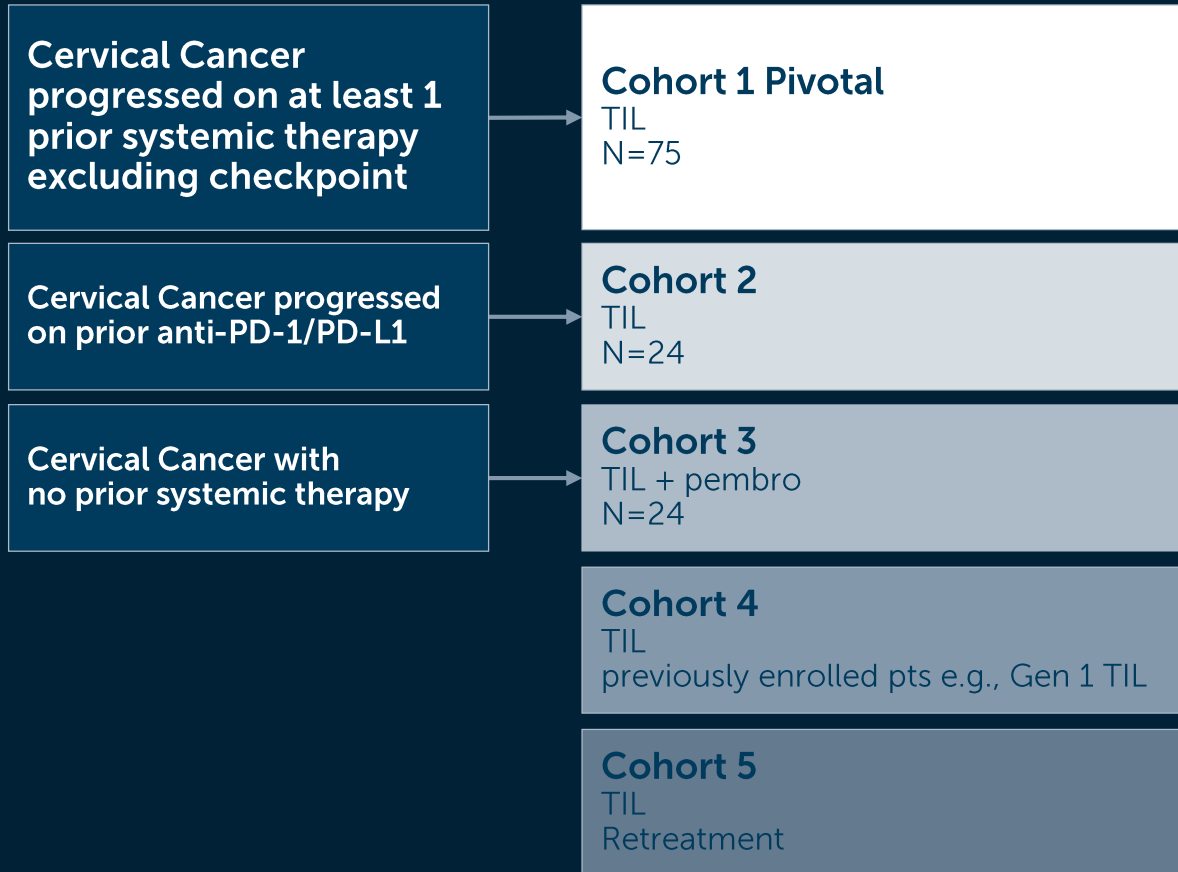 Cervical Cancer
progressed on at least 1
prior systemic therapy
excluding checkpoint
Cohort 1 Pivotal
TIL
N=75
Cervical Cancer progressed
on prior anti-PD-1/PD-L1
Cohort 2
TIL
N=24
Cervical Cancer with
no prior systemic therapy
Cohort 3
TIL + pembro
N=24
Cohort 4
TIL
previously enrolled pts e.g., Gen 1 TIL
Cohort 5
TIL
Retreatment